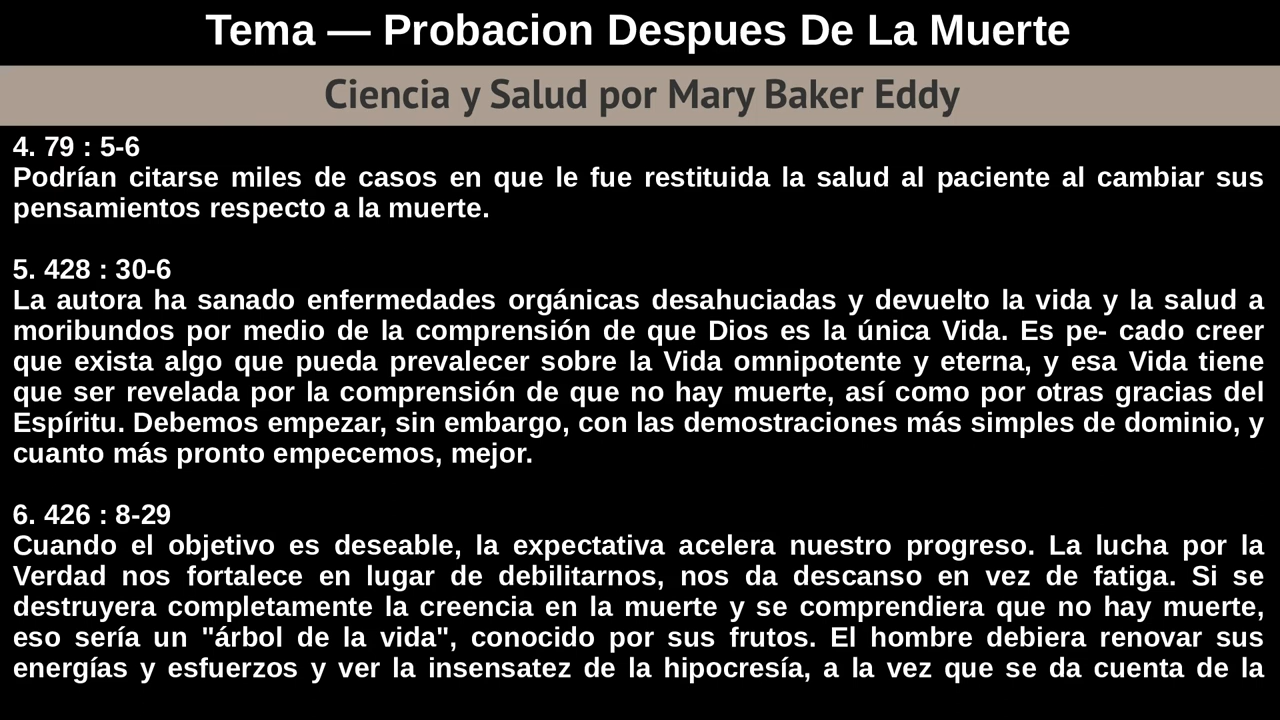 Tema — Probacion Despues De La Muerte
Ciencia y Salud por Mary Baker Eddy
4. 79 : 5-6
Podrían citarse miles de casos en que le fue restituida la salud al paciente al cambiar sus
pensamientos respecto a la muerte.
5. 428 : 30-6
La autora ha sanado enfermedades orgánicas desahuciadas y devuelto la vida y la salud a
moribundos por medio de la comprensión de que Dios es la única Vida. Es pe- cado creer
que exista algo que pueda prevalecer sobre la Vida omnipotente y eterna, y esa Vida tiene
que ser revelada por la comprensión de que no hay muerte, así como por otras gracias del
Espíritu. Debemos empezar, sin embargo, con las demostraciones más simples de dominio, y
cuanto más pronto empecemos, mejor.
6. 426 : 8-29
Cuando el objetivo es deseable, la expectativa acelera nuestro progreso. La lucha por la
Verdad nos fortalece en lugar de debilitarnos, nos da descanso en vez de fatiga. Si se
destruyera completamente la creencia en la muerte y se comprendiera que no hay muerte,
eso sería un "árbol de la vida", conocido por sus frutos. El hombre debiera renovar sus
energías y esfuerzos y ver la insensatez de la hipocresía, a la vez que se da cuenta de la